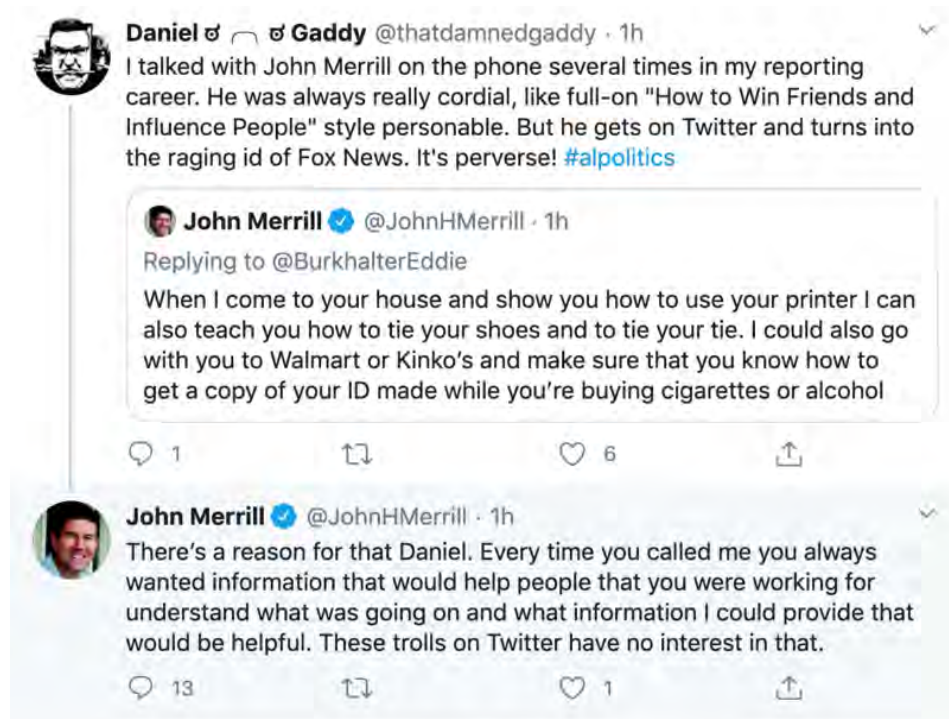 Daniel ಠ ⁔ ಠ Gaddy @thatdamnedgaddy · 1h
I talked with John Merrill on the phone several times in my reporting
career. He was always really cordial, like full-on "How to Win Friends and
Influence People" style personable. But he gets on Twitter and turns into
the raging id of Fox News. It's perverse! #alpolitics
John Merrill @JohnHMerrill · 1h
Replying to @BurkhalterEddie
When I come to your house and show you how to use your printer I can
also teach you how to tie your shoes and to tie your tie. I could also go
with you to Walmart or Kinko's and make sure that you know how to
get a copy of your ID made while you're buying cigarettes or alcohol
1 6
John Merrill @JohnHMerrill · 1h
There's a reason for that Daniel. Every time you called me you always
wanted information that would help people that you were working for
understand what was going on and what information I could provide that
would be helpful. These trolls on Twitter have no interest in that.
13 1